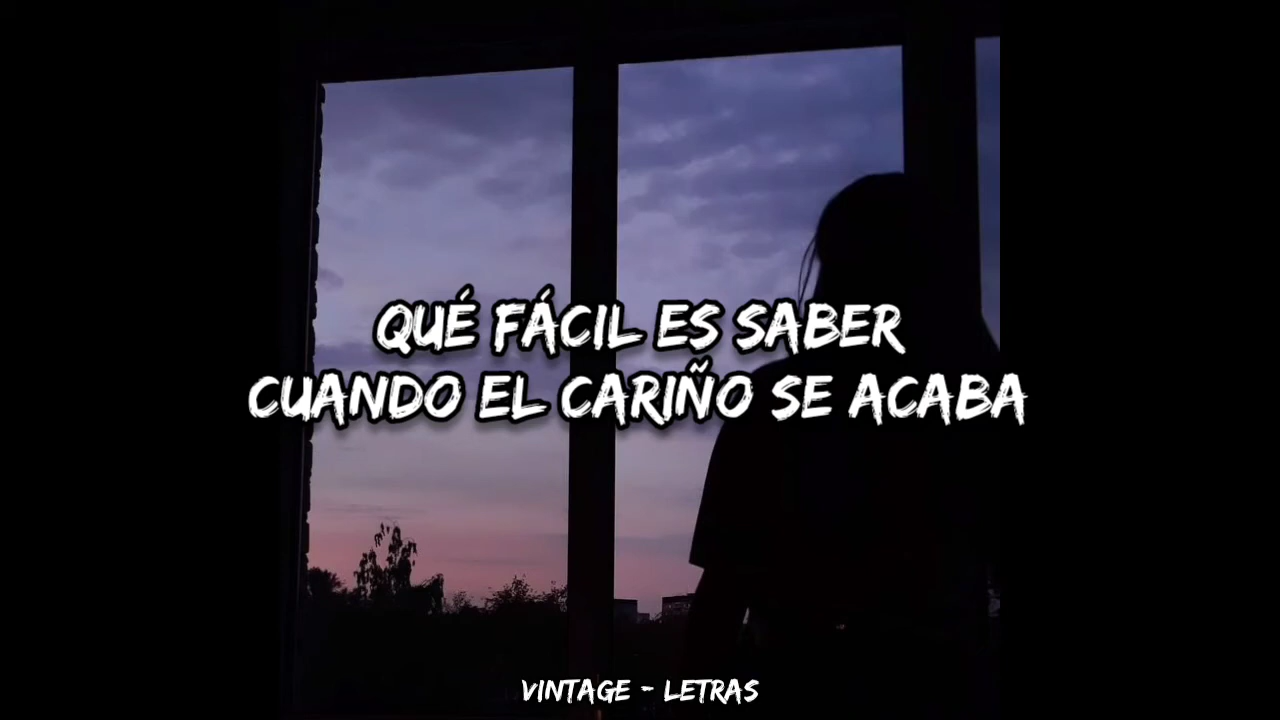 QUÉ FÁCIL ES SABER
CUANDO EL CARIÑO SE ACABA
VINTAGE - LETRAS